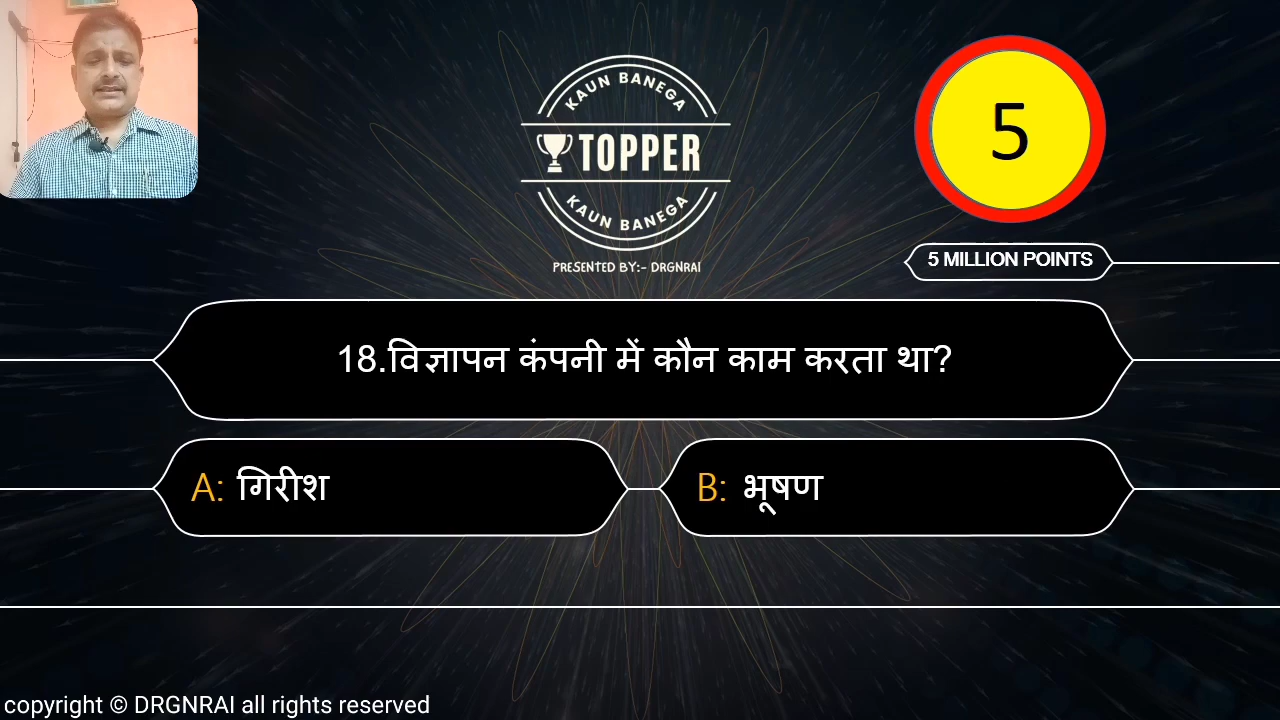 KAUN BANEGA
TOPPER
KAUN BANEGA
PRESENTED BY:- DRGNRAI
5
5 MILLION POINTS
18.विज्ञापन कंपनी में कौन काम करता था?
A: गिरीश
B: भूषण
copyright © DRGNRAI all rights reserved